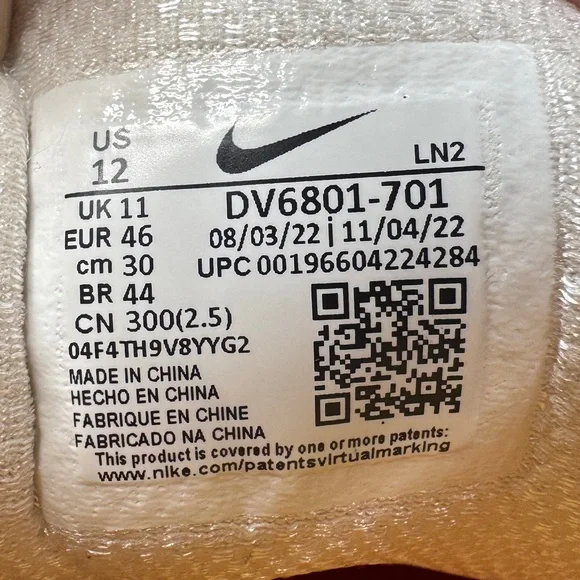 US
12
LN2
UK 11
DV6801-701
EUR 46
08/03/22 | 11/04/22
cm 30
UPC 00196604224284
BR 44
CN 300(2.5)
04F4TH9V8YYG2
MADE IN CHINA
HECHO EN CHINA
FABRIQUE EN CHINE
FABRICADO NA CHINA
This product is covered by one or more patents:
www.nike.com/patentsvirtualmarking